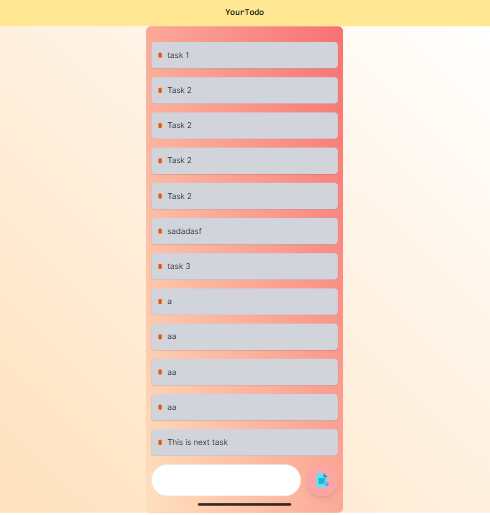 YourTodo
task 1
Task 2
Task 2
Task 2
Task 2
sadadasf
task 3
a
aa
aa
aa
This is next task